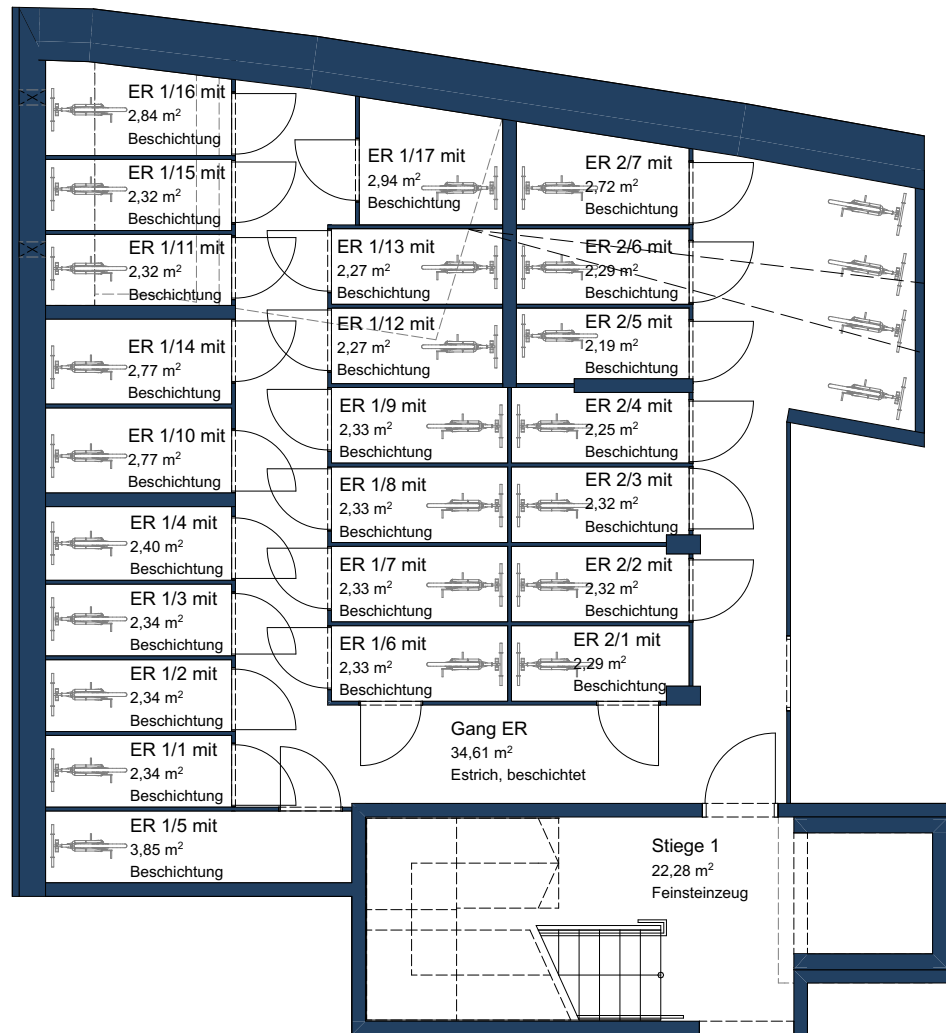 ER 1/16 mit
2,84 m²
Beschichtung
ER 1/15 mit
2,32 m²
Beschichtung
ER 1/11 mit
2,32 m²
Beschichtung
ER 1/14 mit
2,77 m²
Beschichtung
ER 1/10 mit
2,77 m²
Beschichtung
ER 1/4 mit
2,40 m²
Beschichtung
ER 1/3 mit
2,34 m²
Beschichtung
ER 1/2 mit
2,34 m²
Beschichtung
ER 1/1 mit
2,34 m²
Beschichtung
ER 1/5 mit
3,85 m²
Beschichtung
ER 1/17 mit
2,94 m²
Beschichtung
ER 1/13 mit
2,27 m²
Beschichtung
ER 1/12 mit
2,27 m²
Beschichtung
ER 1/9 mit
2,33 m²
Beschichtung
ER 1/8 mit
2,33 m²
Beschichtung
ER 1/7 mit
2,33 m²
Beschichtung
ER 1/6 mit
2,33 m²
Beschichtung
ER 2/7 mit
2,72 m²
Beschichtung
ER 2/6 mit
2,29 m²
Beschichtung
ER 2/5 mit
2,19 m²
Beschichtung
ER 2/4 mit
2,25 m²
Beschichtung
ER 2/3 mit
2,32 m²
Beschichtung
ER 2/2 mit
2,32 m²
Beschichtung
ER 2/1 mit
2,29 m²
Beschichtung
Gang ER
34,61 m²
Estrich, beschichtet
Stiege 1
22,28 m²
Feinsteinzeug